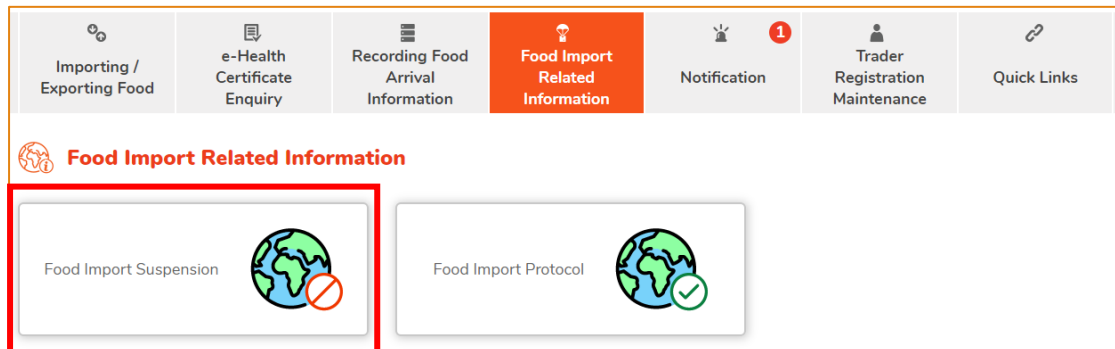 Importing /
Exporting Food
e-Health
Certificate
Enquiry
Recording Food
Arrival
Information
Food Import
Related
Information
Notification
1
Trader
Registration
Maintenance
Quick Links
Food Import Related Information
Food Import Suspension
Food Import Protocol